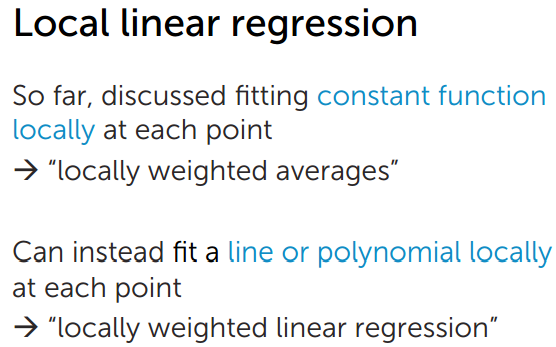 Local linear regression
So far, discussed fitting constant function
locally at each point
→ “locally weighted averages”
Can instead fit a line or polynomial locally
at each point
→ “locally weighted linear regression”